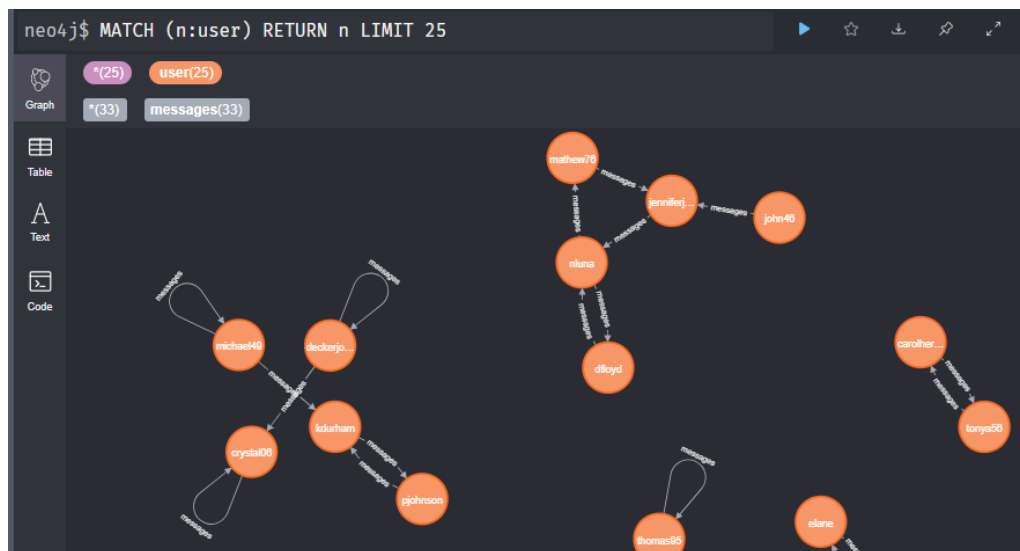 neo4j$ MATCH (n:user) RETURN n LIMIT 25
*(25) user(25)
Graph
*(33) messages(33)
Table
A
Text
Code
mathew76
messages
jenniferj...
messages
john46
messages
messages
nluna
messages
messages
dfloyd
messages
messages
michael49
deckerjo...
messages
messages
kdurham
crystal06
messages
messages
pjohnson
messages
carolher...
messages
messages
tonya56
messages
thomas95
elane